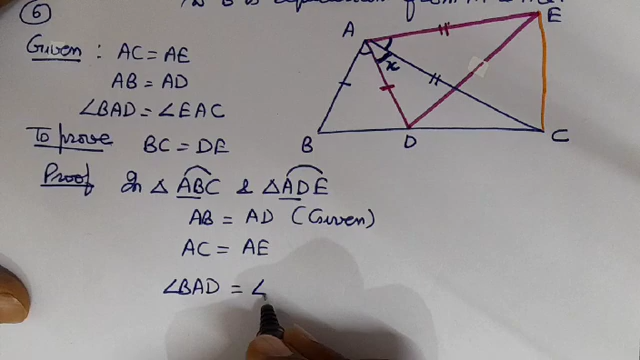 6
Given : AC = AE
AB = AD
∠BAD = ∠EAC
To prove BC = DE
Proof In △ ABC & △ADE
AB = AD (Given)
AC = AE
∠BAD = ∠
A
E
x
B
D
C